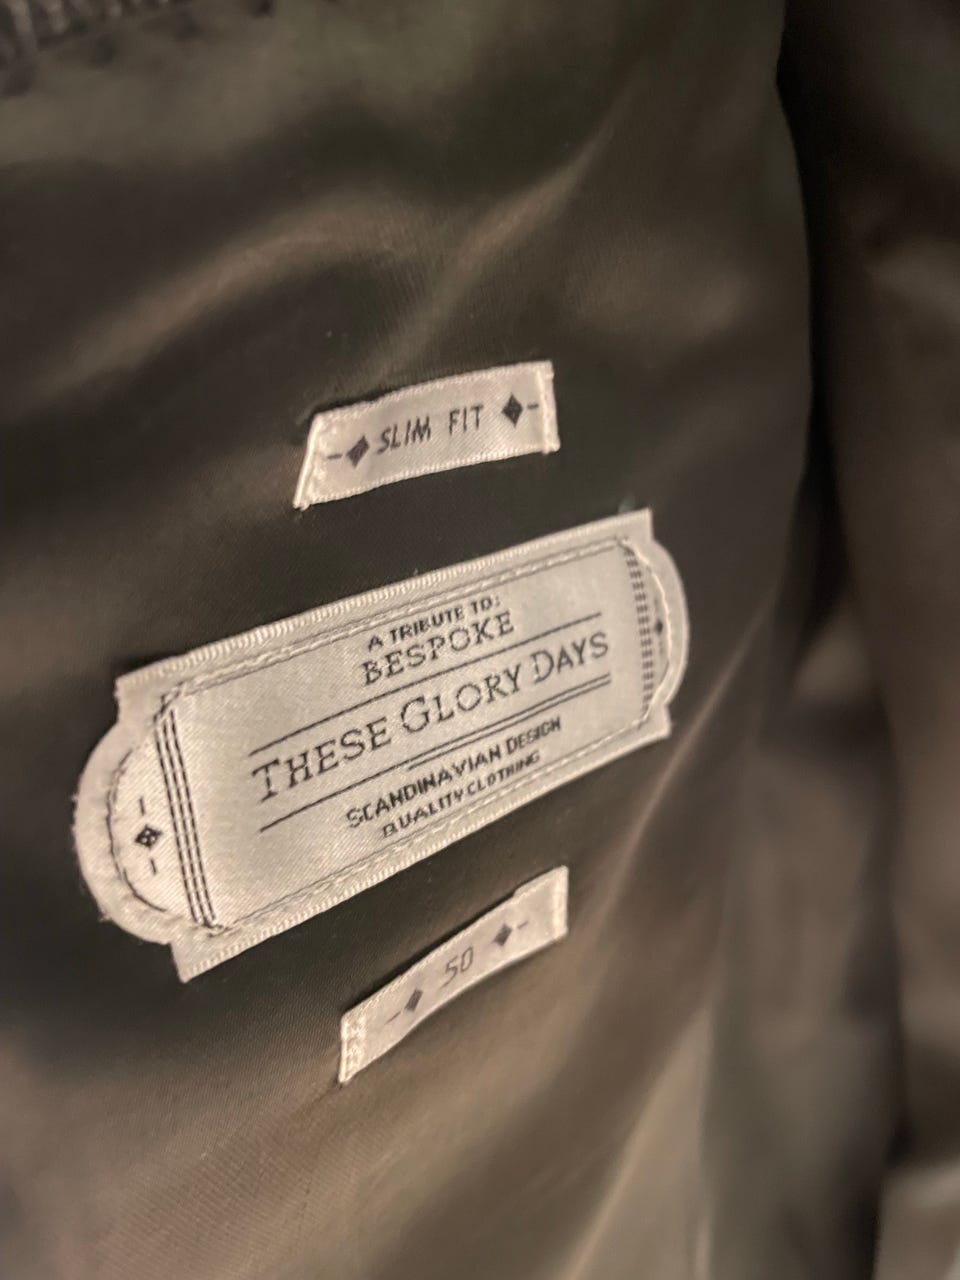 SLIM FIT
A TRIBUTE TO:
BESPOKE
THESE GLORY DAYS
SCANDINAVIAN DESIGN
QUALITY CLOTHING
50